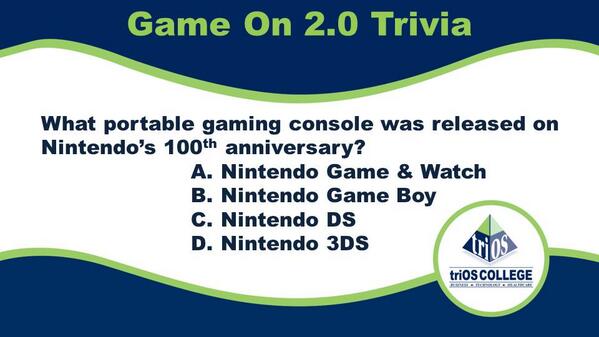 Game On 2.0 Trivia
What portable gaming console was released on
Nintendo's 100th anniversary?
A. Nintendo Game & Watch
B. Nintendo Game Boy
C. Nintendo DS
D. Nintendo 3DS
triOS
triOS COLLEGE
BUSINESS • TECHNOLOGY • HEALTHCARE